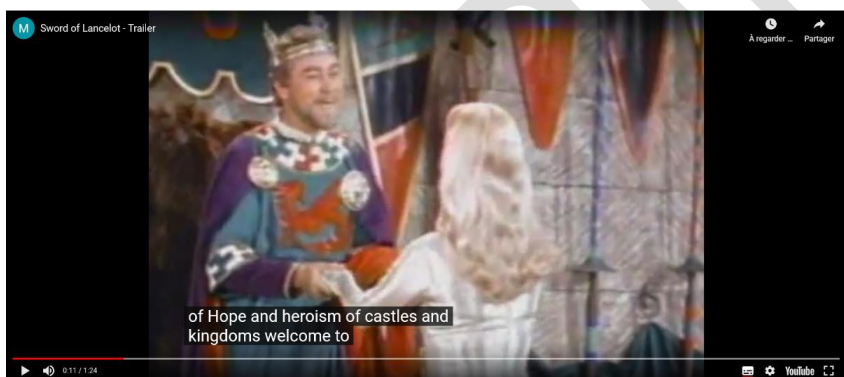 M Sword of Lancelot - Trailer
À regarder ... Partager
of Hope and heroism of castles and
kingdoms welcome to
0:11 / 1:24
YouTube